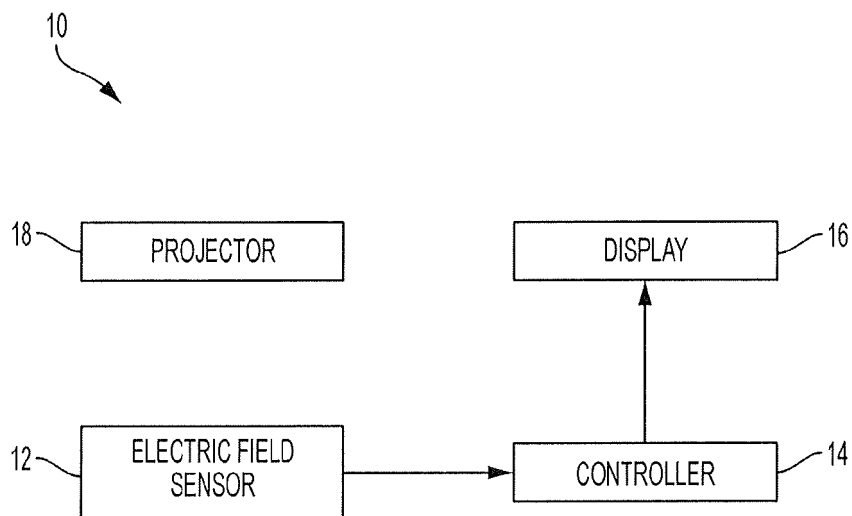 10
18
PROJECTOR
DISPLAY
16
12
ELECTRIC FIELD
SENSOR
CONTROLLER
14